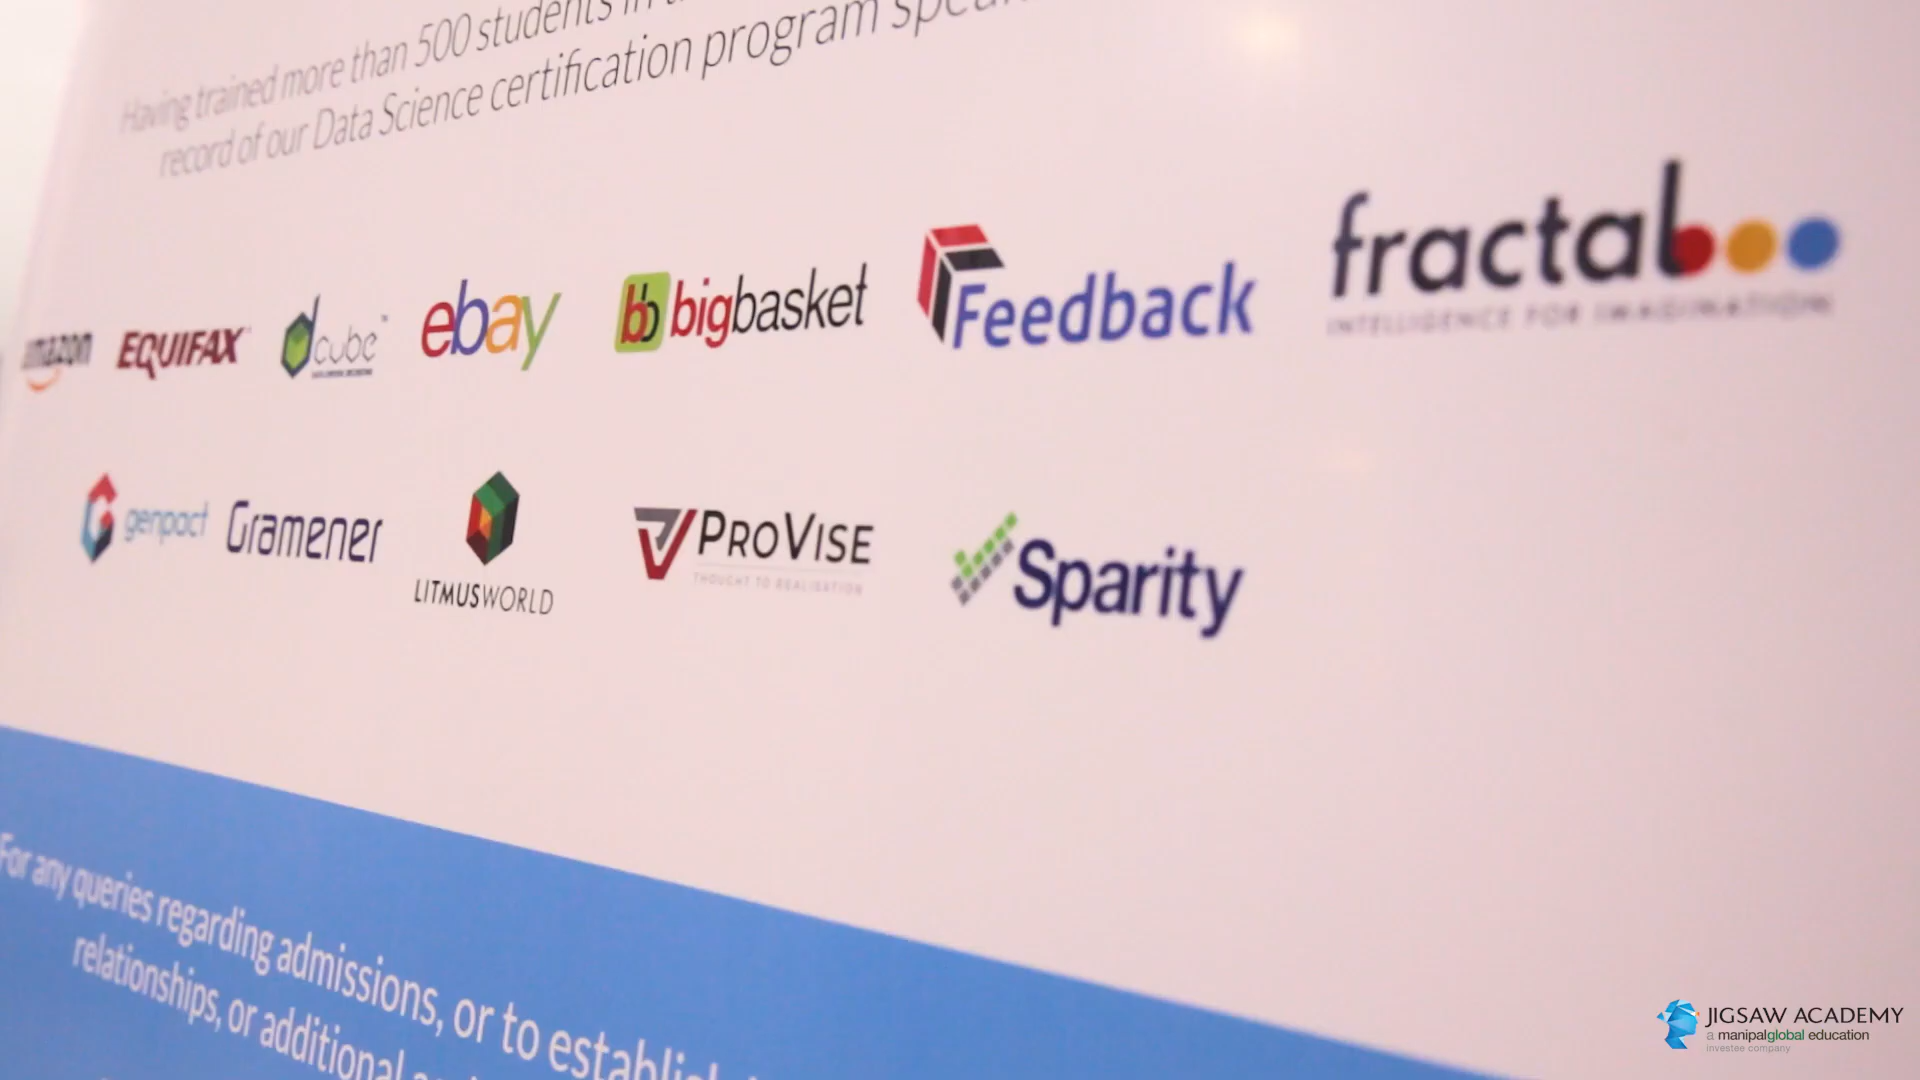 Having trained more than 500 students in
record of our Data Science certification program
amazon EQUIFAX dcube™ ebay bb bigbasket Feedback fractal
INTELLIGENCE FOR IMAGINATION
genpact Gramener LITMUSWORLD PROVISE Sparity
THOUGHT TO REALISATION
For any queries regarding admissions, or to
relationships, or additional
JIGSAW ACADEMY
a manipalglobal education
investee company